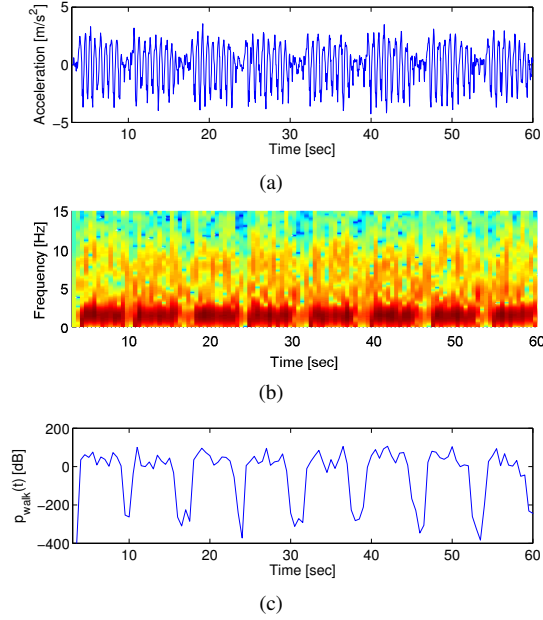 5
0
−5
Acceleration [m/s²]
10 20 30 40 50 60
Time [sec]
(a)
15
10
5
0
Frequency [Hz]
10 20 30 40 50 60
Time [sec]
(b)
200
0
−200
−400
p_walk(t) [dB]
10 20 30 40 50 60
Time [sec]
(c)